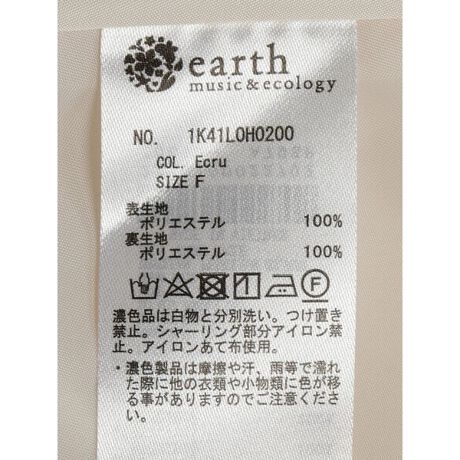 earth
music&ecology
NO. 1K41L0H0200
COL. Ecru
SIZE F
表生地
ポリエステル 100%
裏生地
ポリエステル 100%
F
濃色品は白物と分別洗い。つけ置き
禁止。シャーリング部分アイロン禁
止。アイロンあて布使用。
・濃色製品は摩擦や汗、雨等で濡れ
た際に他の衣類や小物類に色が移
る事がありますのでご注意ください